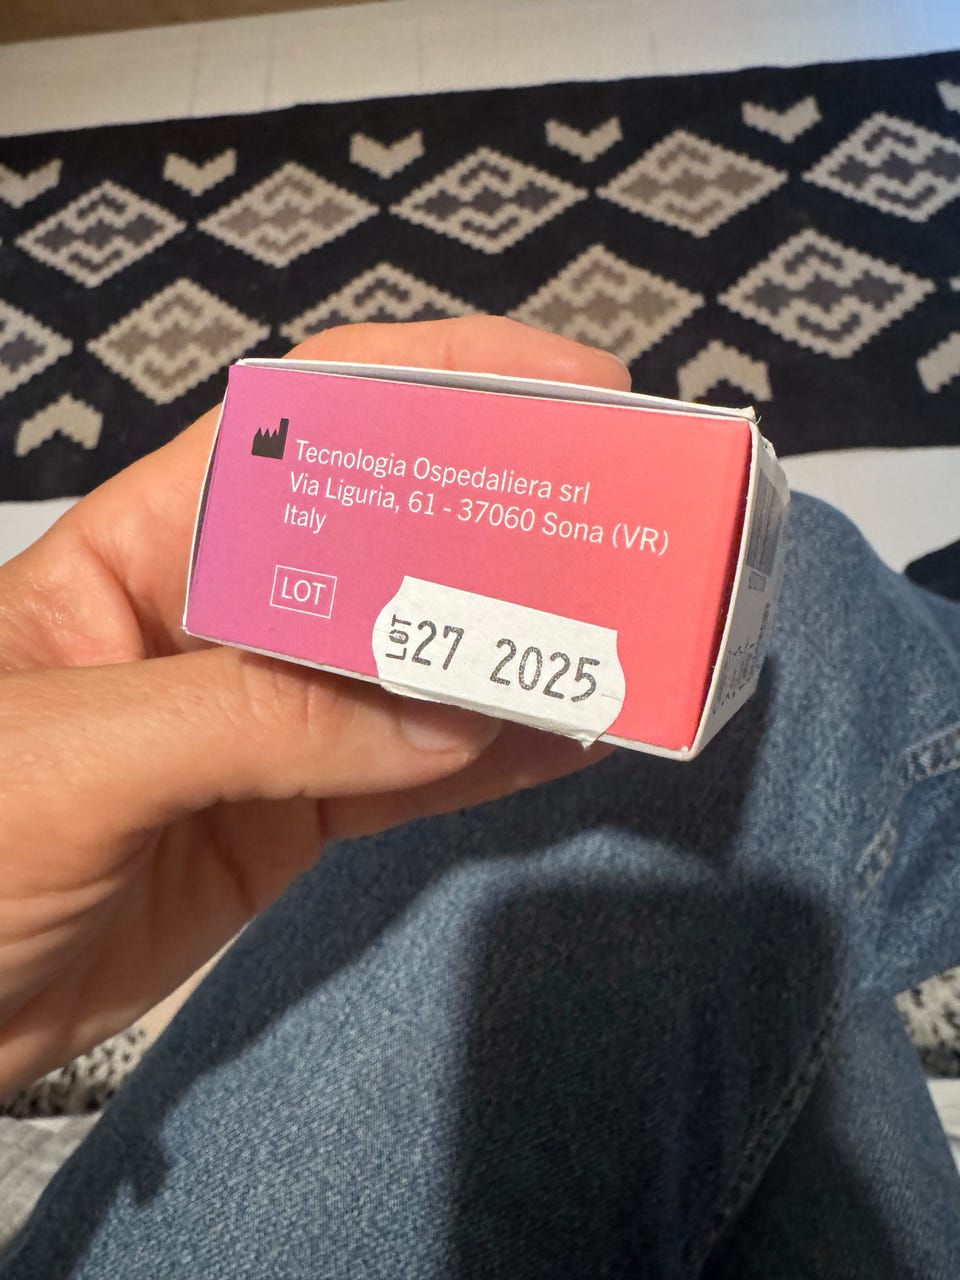 Tecnologia Ospedaliera srl
Via Liguria, 61 - 37060 Sona (VR)
Italy
LOT
LOT 27 2025